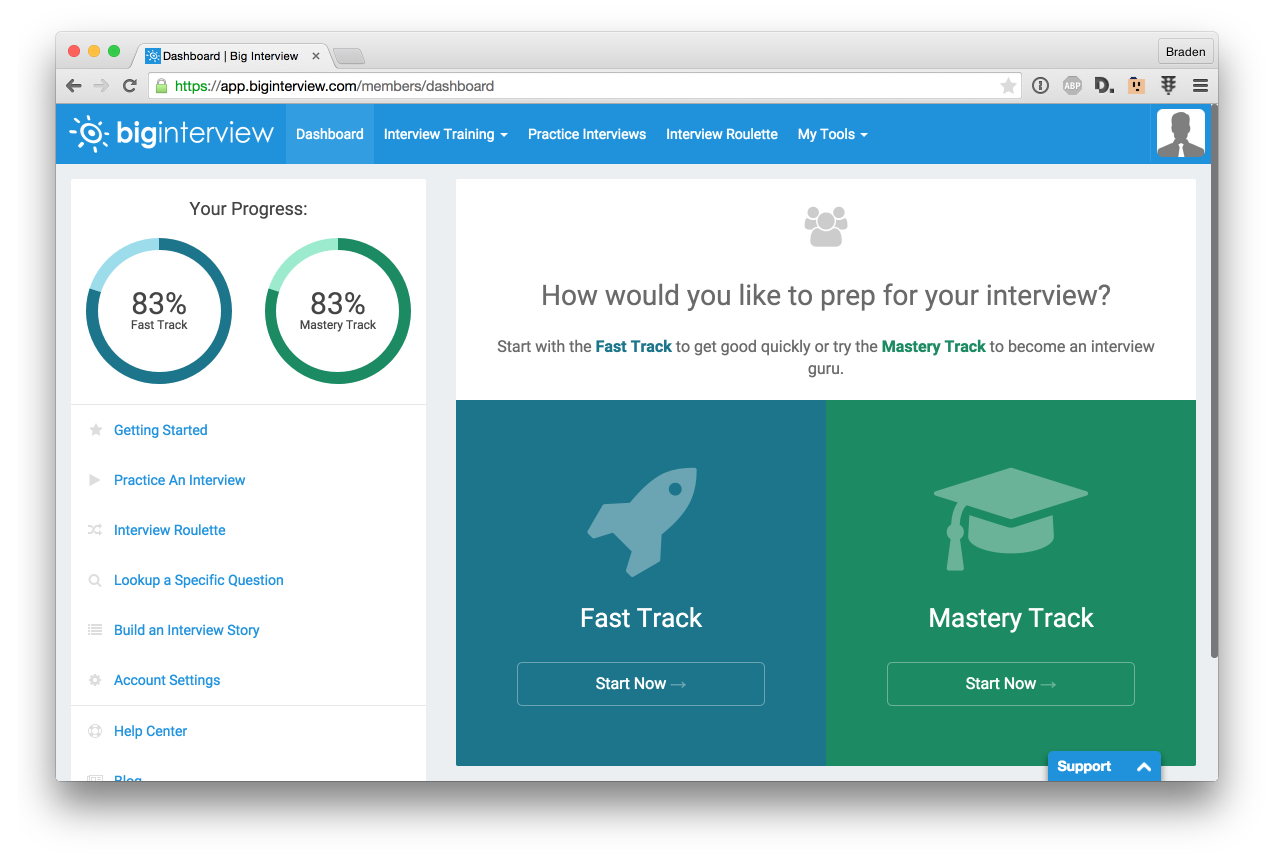 Dashboard | Big Interview
Braden
https://app.biginterview.com/members/dashboard
ABP
D.
biginterview
Dashboard
Interview Training
Practice Interviews
Interview Roulette
My Tools
Your Progress:
83%
Fast Track
83%
Mastery Track
Getting Started
Practice An Interview
Interview Roulette
Lookup a Specific Question
Build an Interview Story
Account Settings
Help Center
Blog
How would you like to prep for your interview?
Start with the Fast Track to get good quickly or try the Mastery Track to become an interview
guru.
Fast Track
Start Now →
Mastery Track
Start Now →
Support